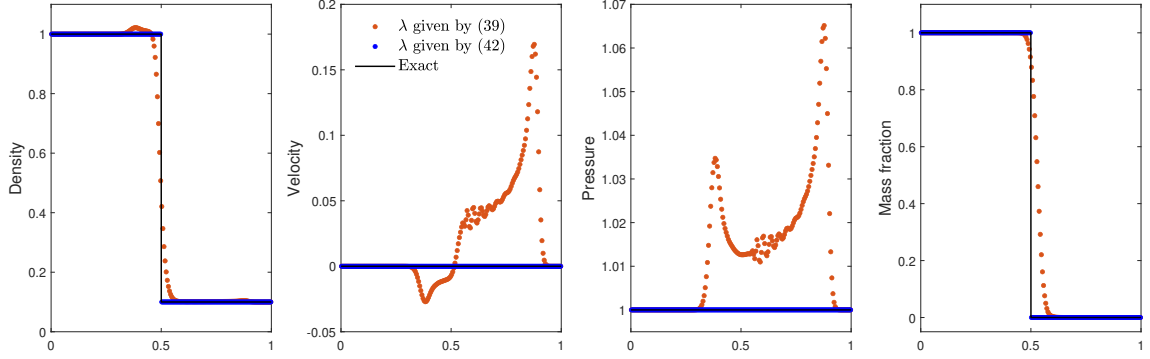 Density
1
0.8
0.6
0.4
0.2
0
0 0.5 1
Velocity
0.2
0.15
0.1
0.05
0
-0.05
0 0.5 1
λ given by (39)
λ given by (42)
Exact
Pressure
1.07
1.06
1.05
1.04
1.03
1.02
1.01
1
0 0.5 1
Mass fraction
1
0.8
0.6
0.4
0.2
0
0 0.5 1